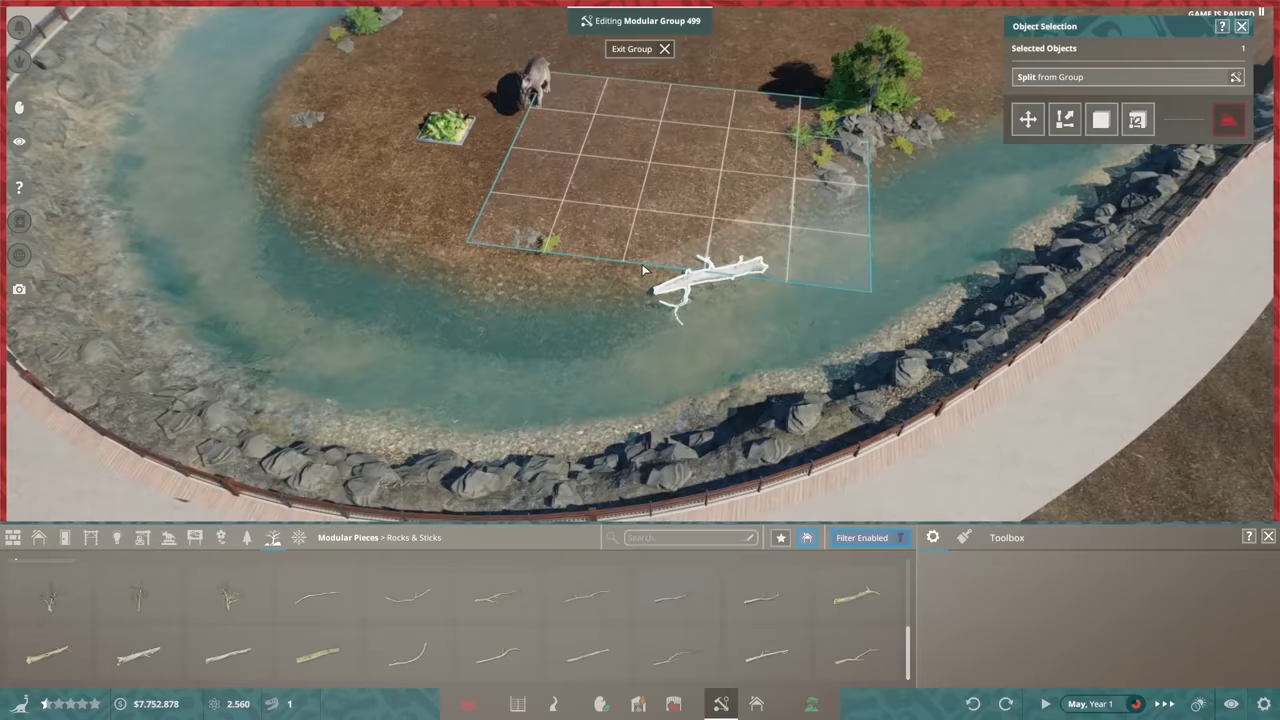 Editing Modular Group 499
GAME IS PAUSED
Object Selection
?
Exit Group
Selected Objects 1
Split from Group
?
Modular Pieces > Rocks & Sticks
Search
Filter Enabled
Toolbox
?
$7.752.878
2.560
1
May, Year 1